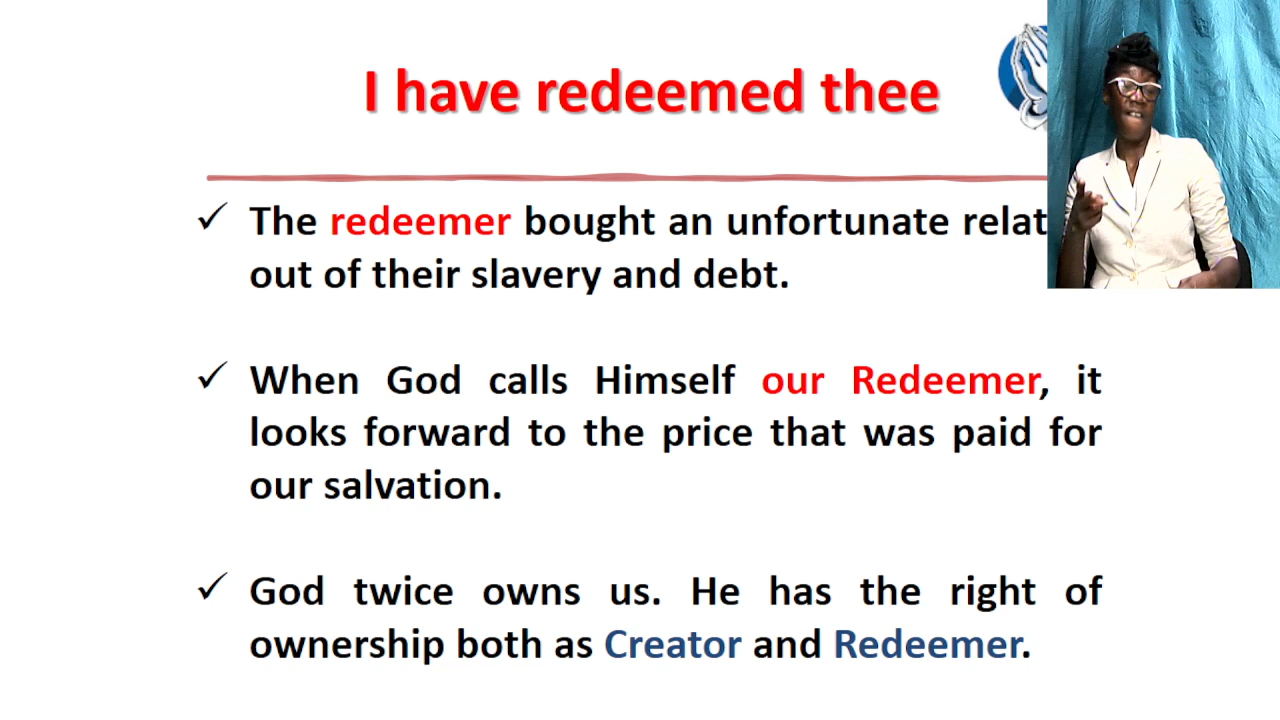 I have redeemed thee
The redeemer bought an unfortunate
out of their slavery and debt.
When God calls Himself our Redeemer, it
looks forward to the price that was paid for
our salvation.
God twice owns us. He has the right of
ownership both as Creator and Redeemer.